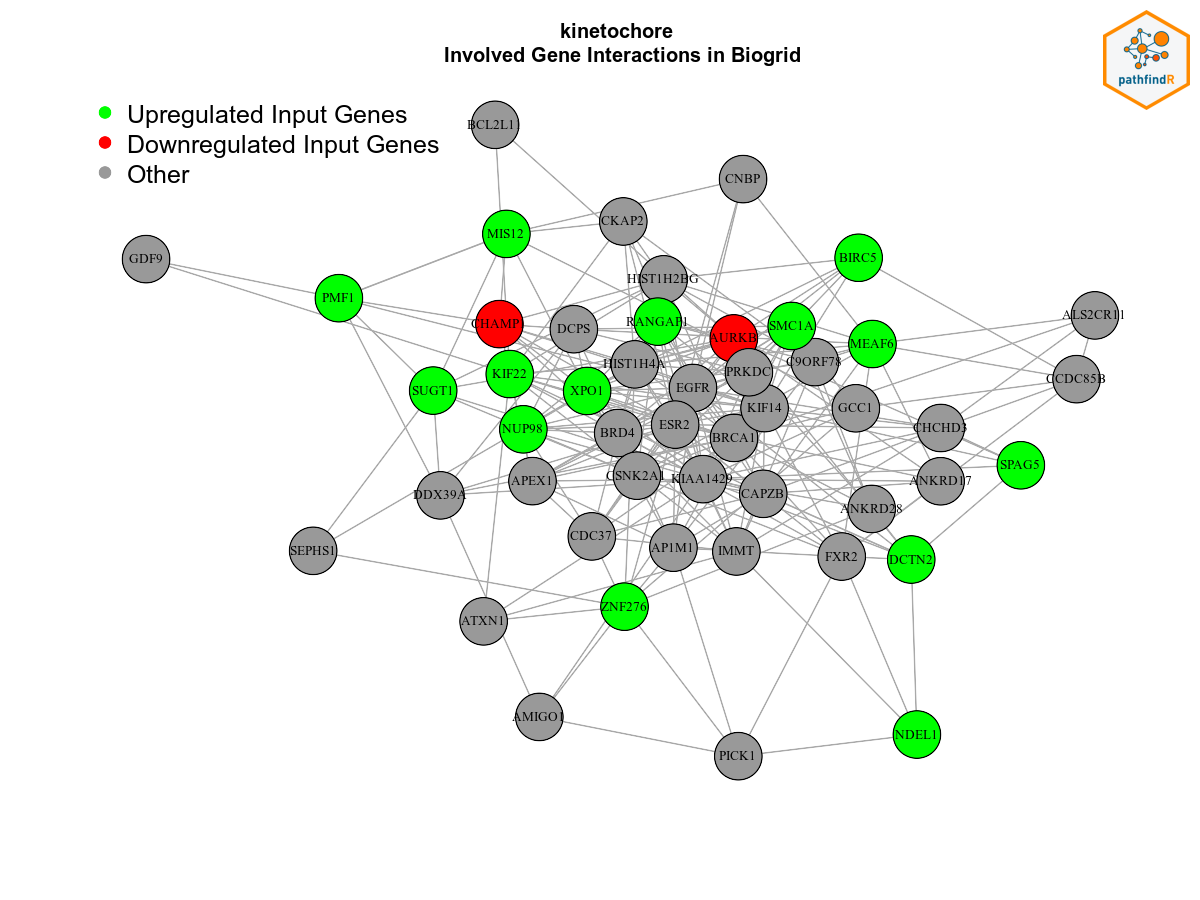 kinetochore
Involved Gene Interactions in Biogrid
pathfindR
Upregulated Input Genes
Downregulated Input Genes
Other
BCL2L1
CNBP
CKAP2
MIS12
GDF9
BIRC5
HIST1H2BG
PMF1
ALS2CR11
CHAMP1
DCPS
RANGAP1
SMC1A
AURKB
MEAF6
HIST1H4A
C9ORF78
PRKDC
KIF22
CCDC85B
SUGT1
XPO1
EGFR
KIF14
GCC1
NUP98
BRD4
ESR2
BRCA1
CHCHD3
SPAG5
APEX1
CSNK2A1
KIAA1429
ANKRD17
DDX39A
CAPZB
ANKRD28
CDC37
SEPHS1
AP1M1
IMMT
FXR2
DCTN2
ZNF276
ATXN1
AMIGO1
NDEL1
PICK1